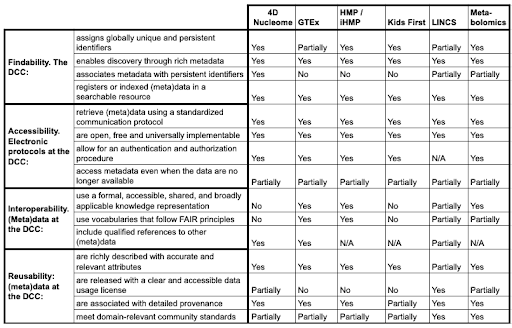 4D Nucleome GTEx HMP / iHMP Kids First LINCS Meta-bolomics
Findability. The DCC:
assigns globally unique and persistent identifiers Yes Partially Yes Yes Partially Yes
enables discovery through rich metadata Yes Yes Yes Yes Yes Yes
associates metadata with persistent identifiers Yes No No No Partially Partially
registers or indexed (meta)data in a searchable resource Yes Yes Yes Yes Yes Yes
Accessibility. Electronic protocols at the DCC:
retrieve (meta)data using a standardized communication protocol Yes Yes Yes Yes Yes Yes
are open, free and universally implementable Yes Yes Yes Yes Yes Yes
allow for an authentication and authorization procedure Yes Yes Yes Yes N/A Yes
access metadata even when the data are no longer available Partially Partially Partially Partially Partially Partially
Interoperability. (Meta)data at the DCC:
use a formal, accessible, shared, and broadly applicable knowledge representation No Yes Yes No Partially Yes
use vocabularies that follow FAIR principles No Yes Yes No Partially Partially
include qualified references to other (meta)data Yes Yes N/A N/A Partially N/A
Reusability: (meta)data at the DCC:
are richly described with accurate and relevant attributes Yes Yes Yes Yes Partially Yes
are released with a clear and accessible data usage license Partially No No No Yes Yes
are associated with detailed provenance Yes Yes Yes Partially Yes Yes
meet domain-relevant community standards Partially Partially Partially Partially Yes Partially